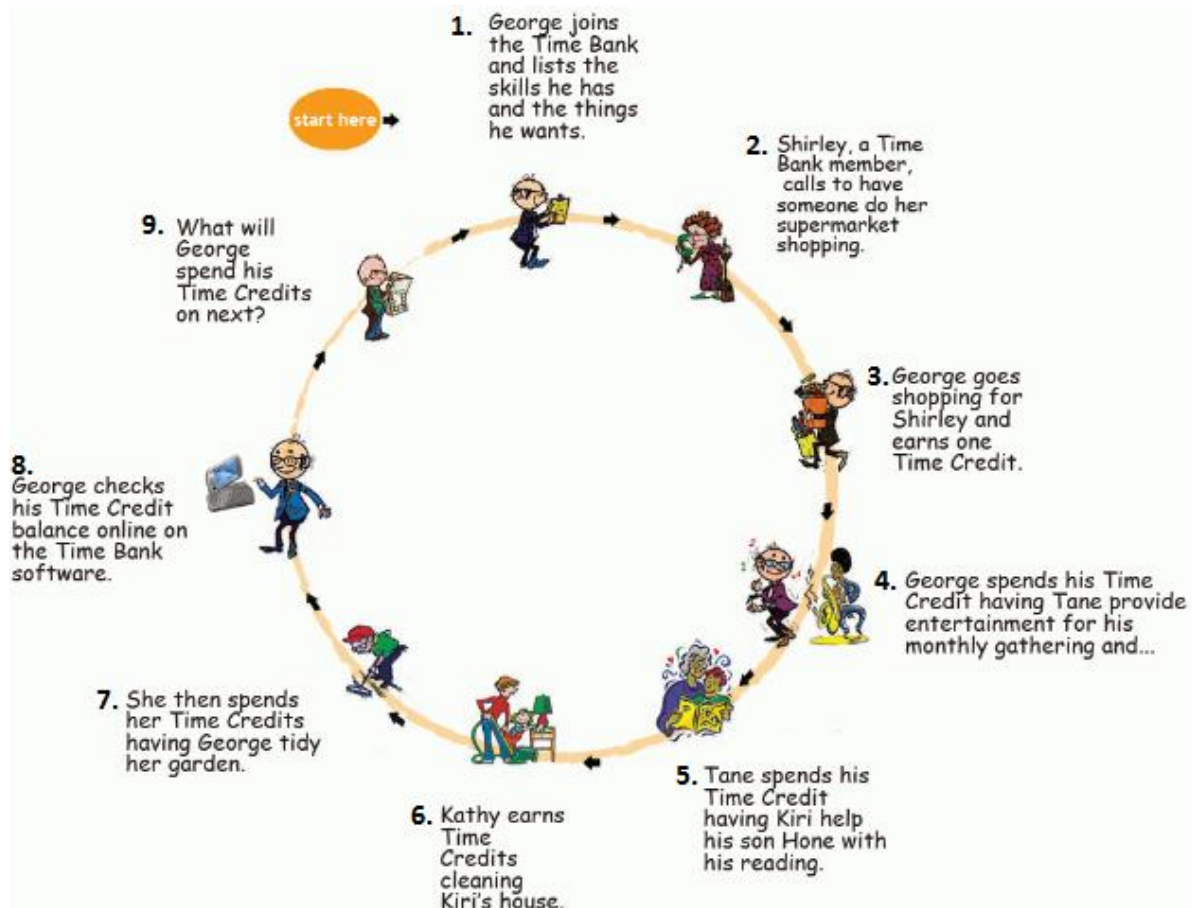 1. George joins
the Time Bank
and lists the
skills he has
and the things
he wants.
start here
2. Shirley, a Time
Bank member,
calls to have
someone do her
supermarket
shopping.
3. George goes
shopping for
Shirley and
earns one
Time Credit.
4. George spends his Time
Credit having Tane provide
entertainment for his
monthly gathering and...
5. Tane spends his
Time Credit
having Kiri help
his son Hone with
his reading.
6. Kathy earns
Time
Credits
cleaning
Kiri's house.
7. She then spends
her Time Credits
having George tidy
her garden.
8.
George checks
his Time Credit
balance online on
the Time Bank
software.
9. What will
George
spend his
Time Credits
on next?